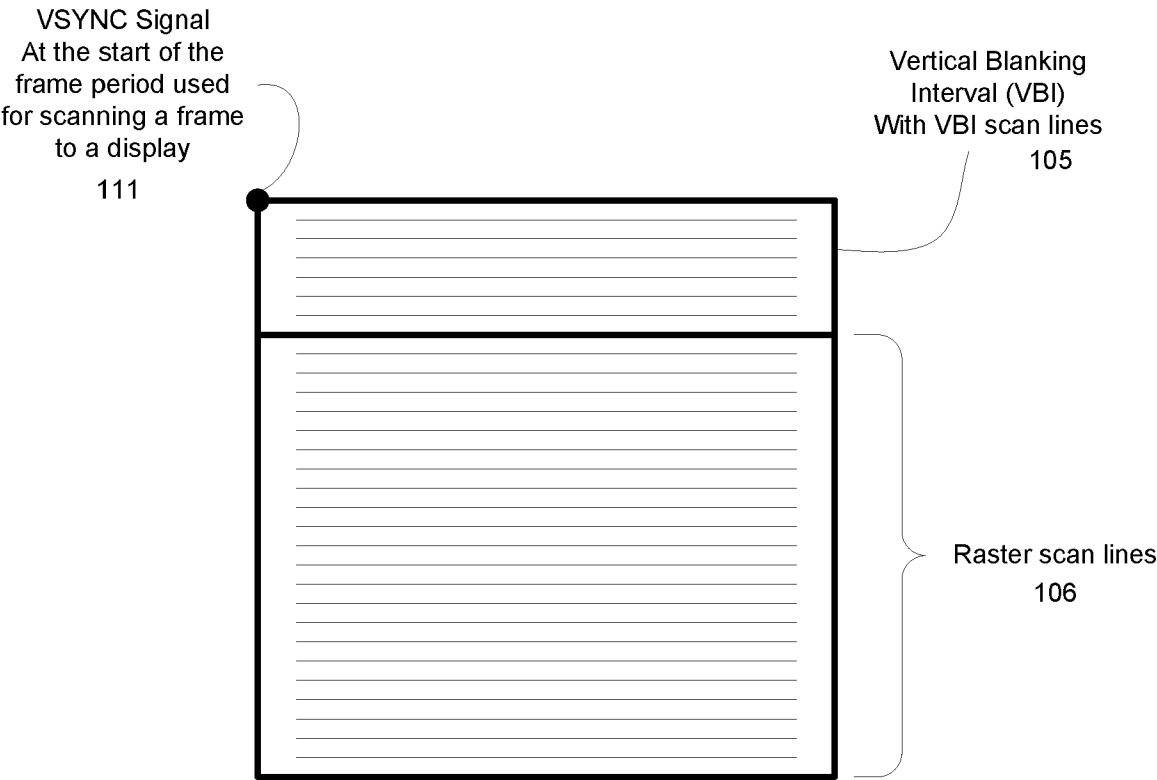 VSYNC Signal
At the start of the
frame period used
for scanning a frame
to a display
111
Vertical Blanking
Interval (VBI)
With VBI scan lines
105
Raster scan lines
106